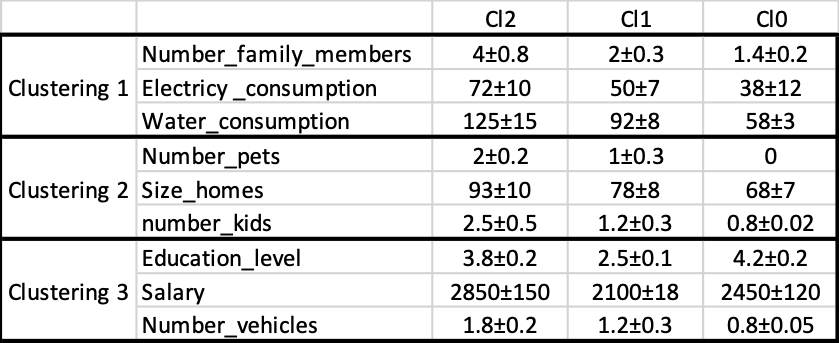 Cl2 Cl1 Cl0
Number_family_members 4±0.8 2±0.3 1.4±0.2
Clustering 1 Electricy _consumption 72±10 50±7 38±12
Water_consumption 125±15 92±8 58±3
Number_pets 2±0.2 1±0.3 0
Clustering 2 Size_homes 93±10 78±8 68±7
number_kids 2.5±0.5 1.2±0.3 0.8±0.02
Education_level 3.8±0.2 2.5±0.1 4.2±0.2
Clustering 3 Salary 2850±150 2100±18 2450±120
Number_vehicles 1.8±0.2 1.2±0.3 0.8±0.05